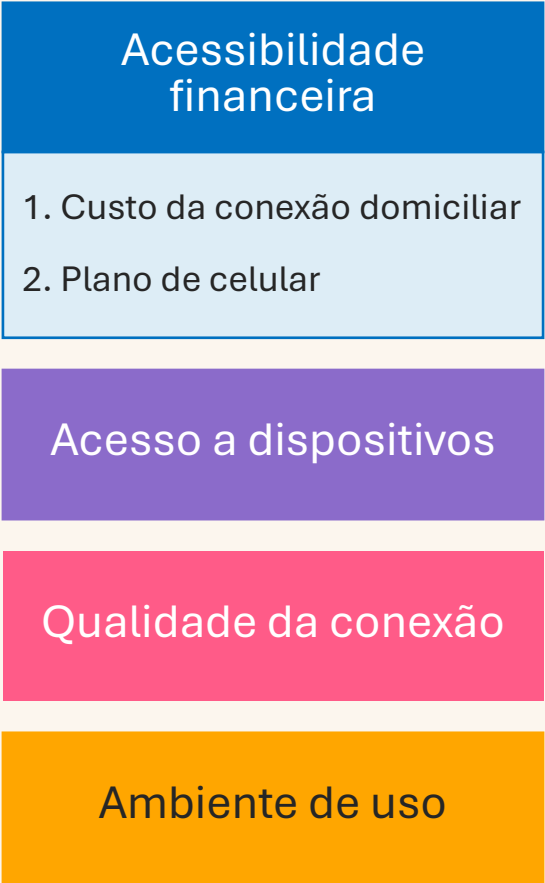 Acessibilidade
financeira
1. Custo da conexão domiciliar
2. Plano de celular
Acesso a dispositivos
Qualidade da conexão
Ambiente de uso